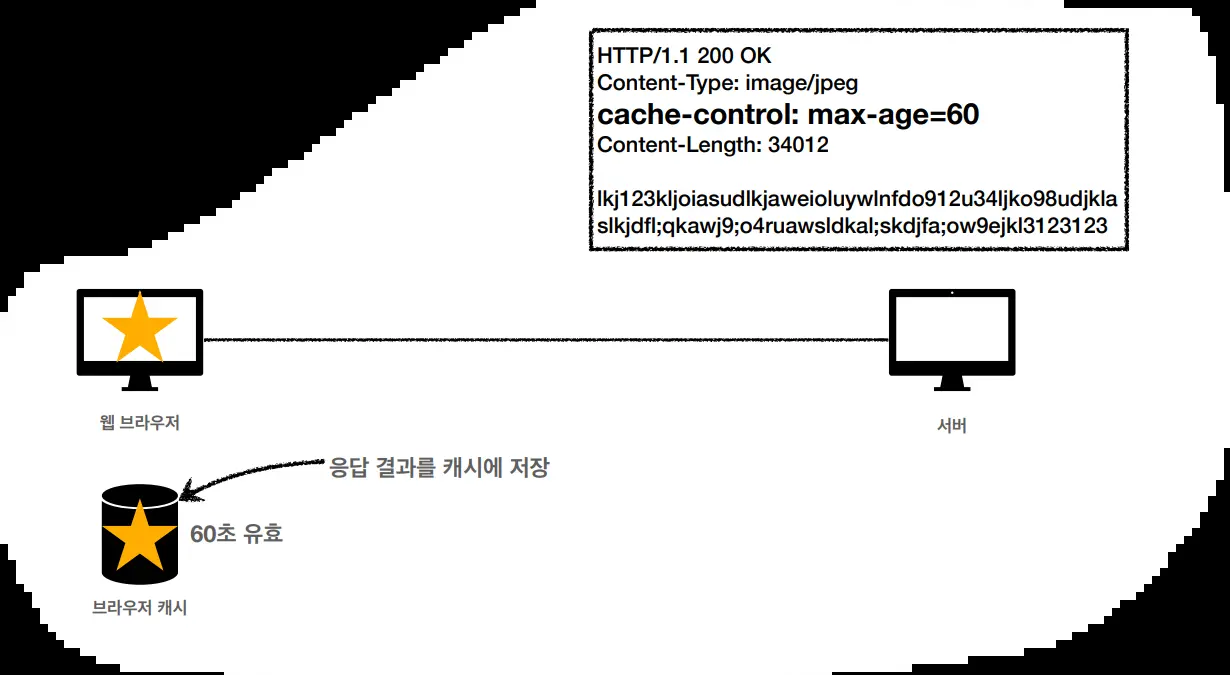 HTTP/1.1 200 OK
Content-Type: image/jpeg
cache-control: max-age=60
Content-Length: 34012
lkj123kljoiasudlkjaweioluywlnfdo912u34ljko98udjkla
slkjdfl;qkawj9;o4ruawsldkal;skdjfa;ow9ejkl3123123
웹 브라우저
서버
응답 결과를 캐시에 저장
60초 유효
브라우저 캐시